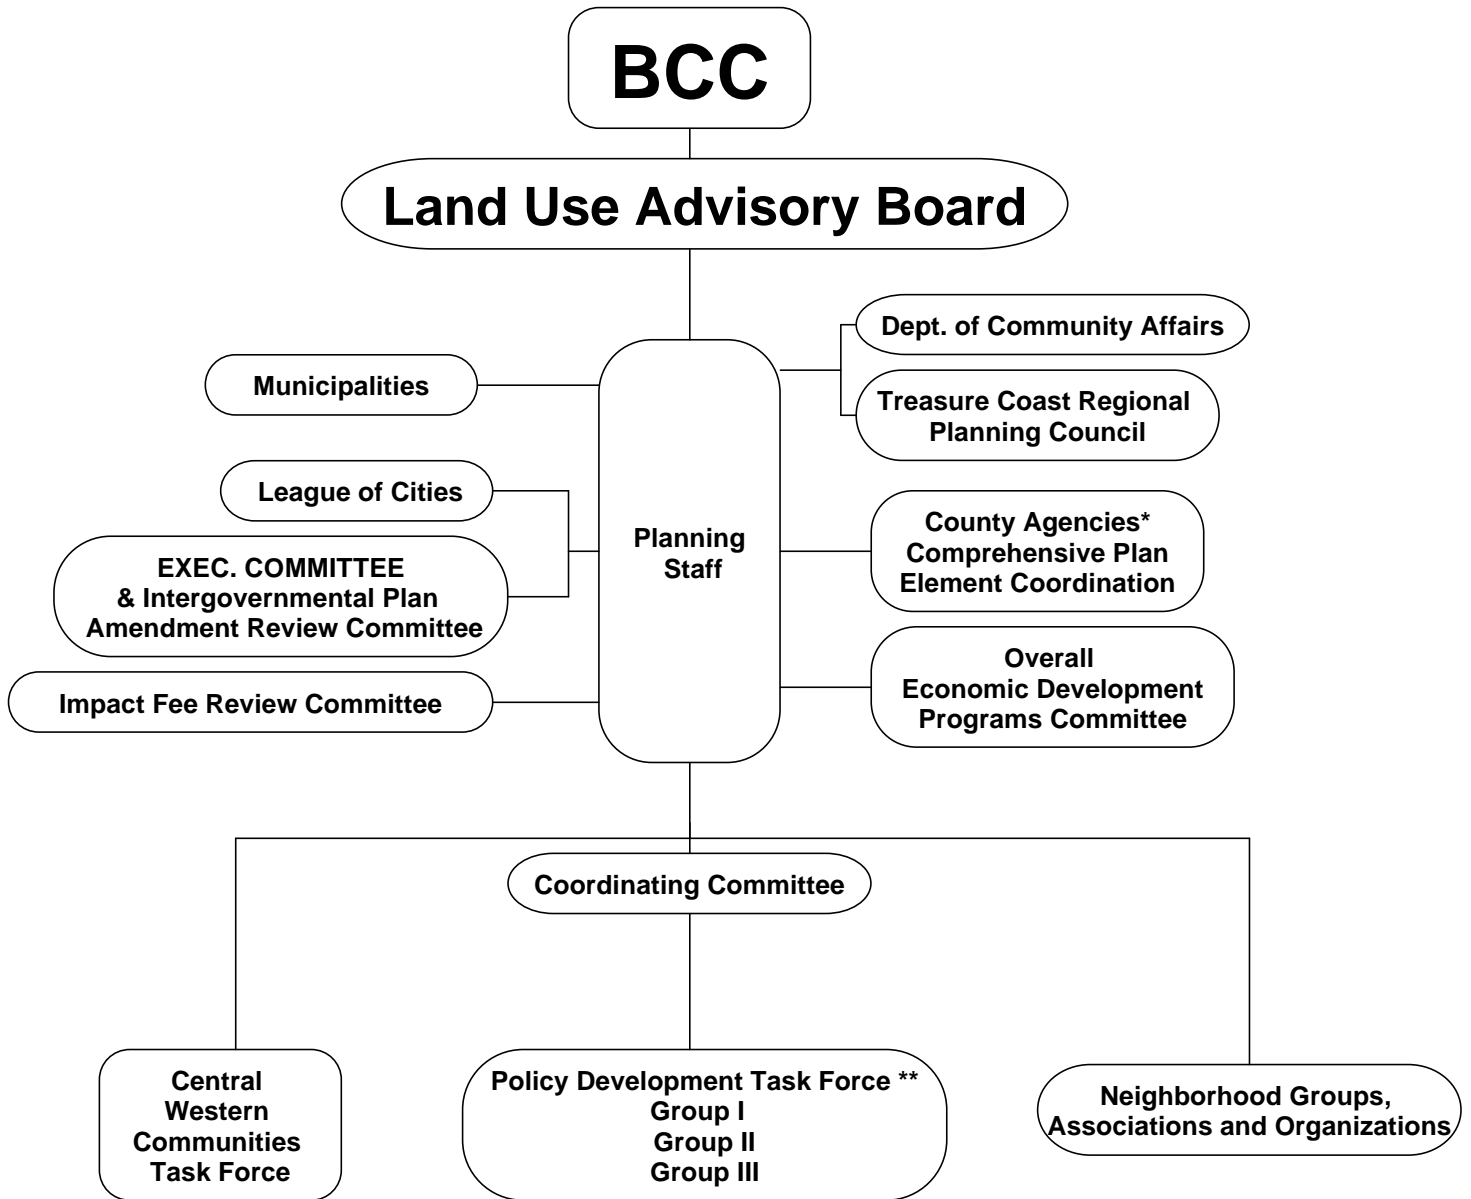 BCC
Land Use Advisory Board
Dept. of Community Affairs
Municipalities
Treasure Coast Regional
Planning Council
League of Cities
County Agencies*
Comprehensive Plan
Element Coordination
Planning
Staff
EXEC. COMMITTEE
& Intergovernmental Plan
Amendment Review Committee
Overall
Economic Development
Programs Committee
Impact Fee Review Committee
Coordinating Committee
Central
Western
Communities
Task Force
Policy Development Task Force **
Group I
Group II
Group III
Neighborhood Groups,
Associations and Organizations